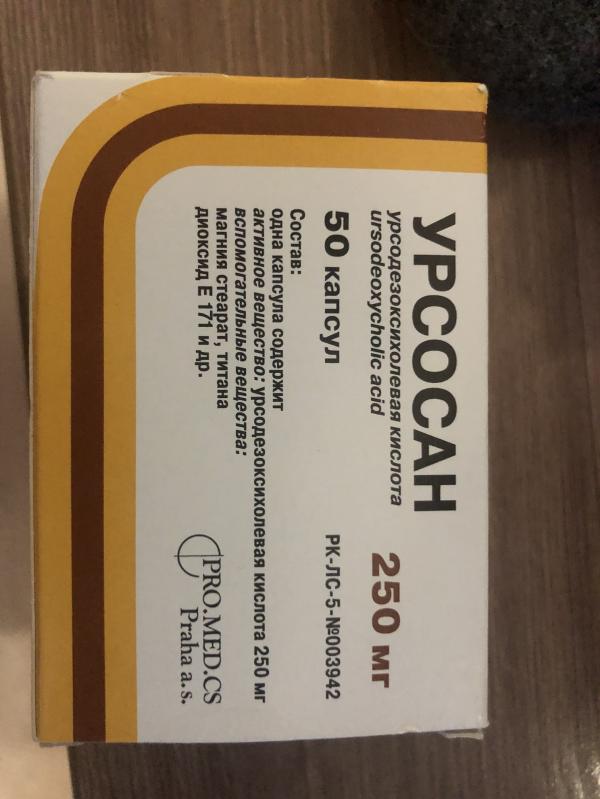 УРСОСАН
250 мг
урсодезоксихолевая кислота
ursodeoxycholic acid
50 капсул
РК-ЛС-5-№003942
Состав:
одна капсула содержит
активное вещество: урсодезоксихолевая кислота 250 мг
вспомогательные вещества:
магния стеарат, титана
диоксид Е 171 и др.
PRO.MED.CS
Praha a.s.